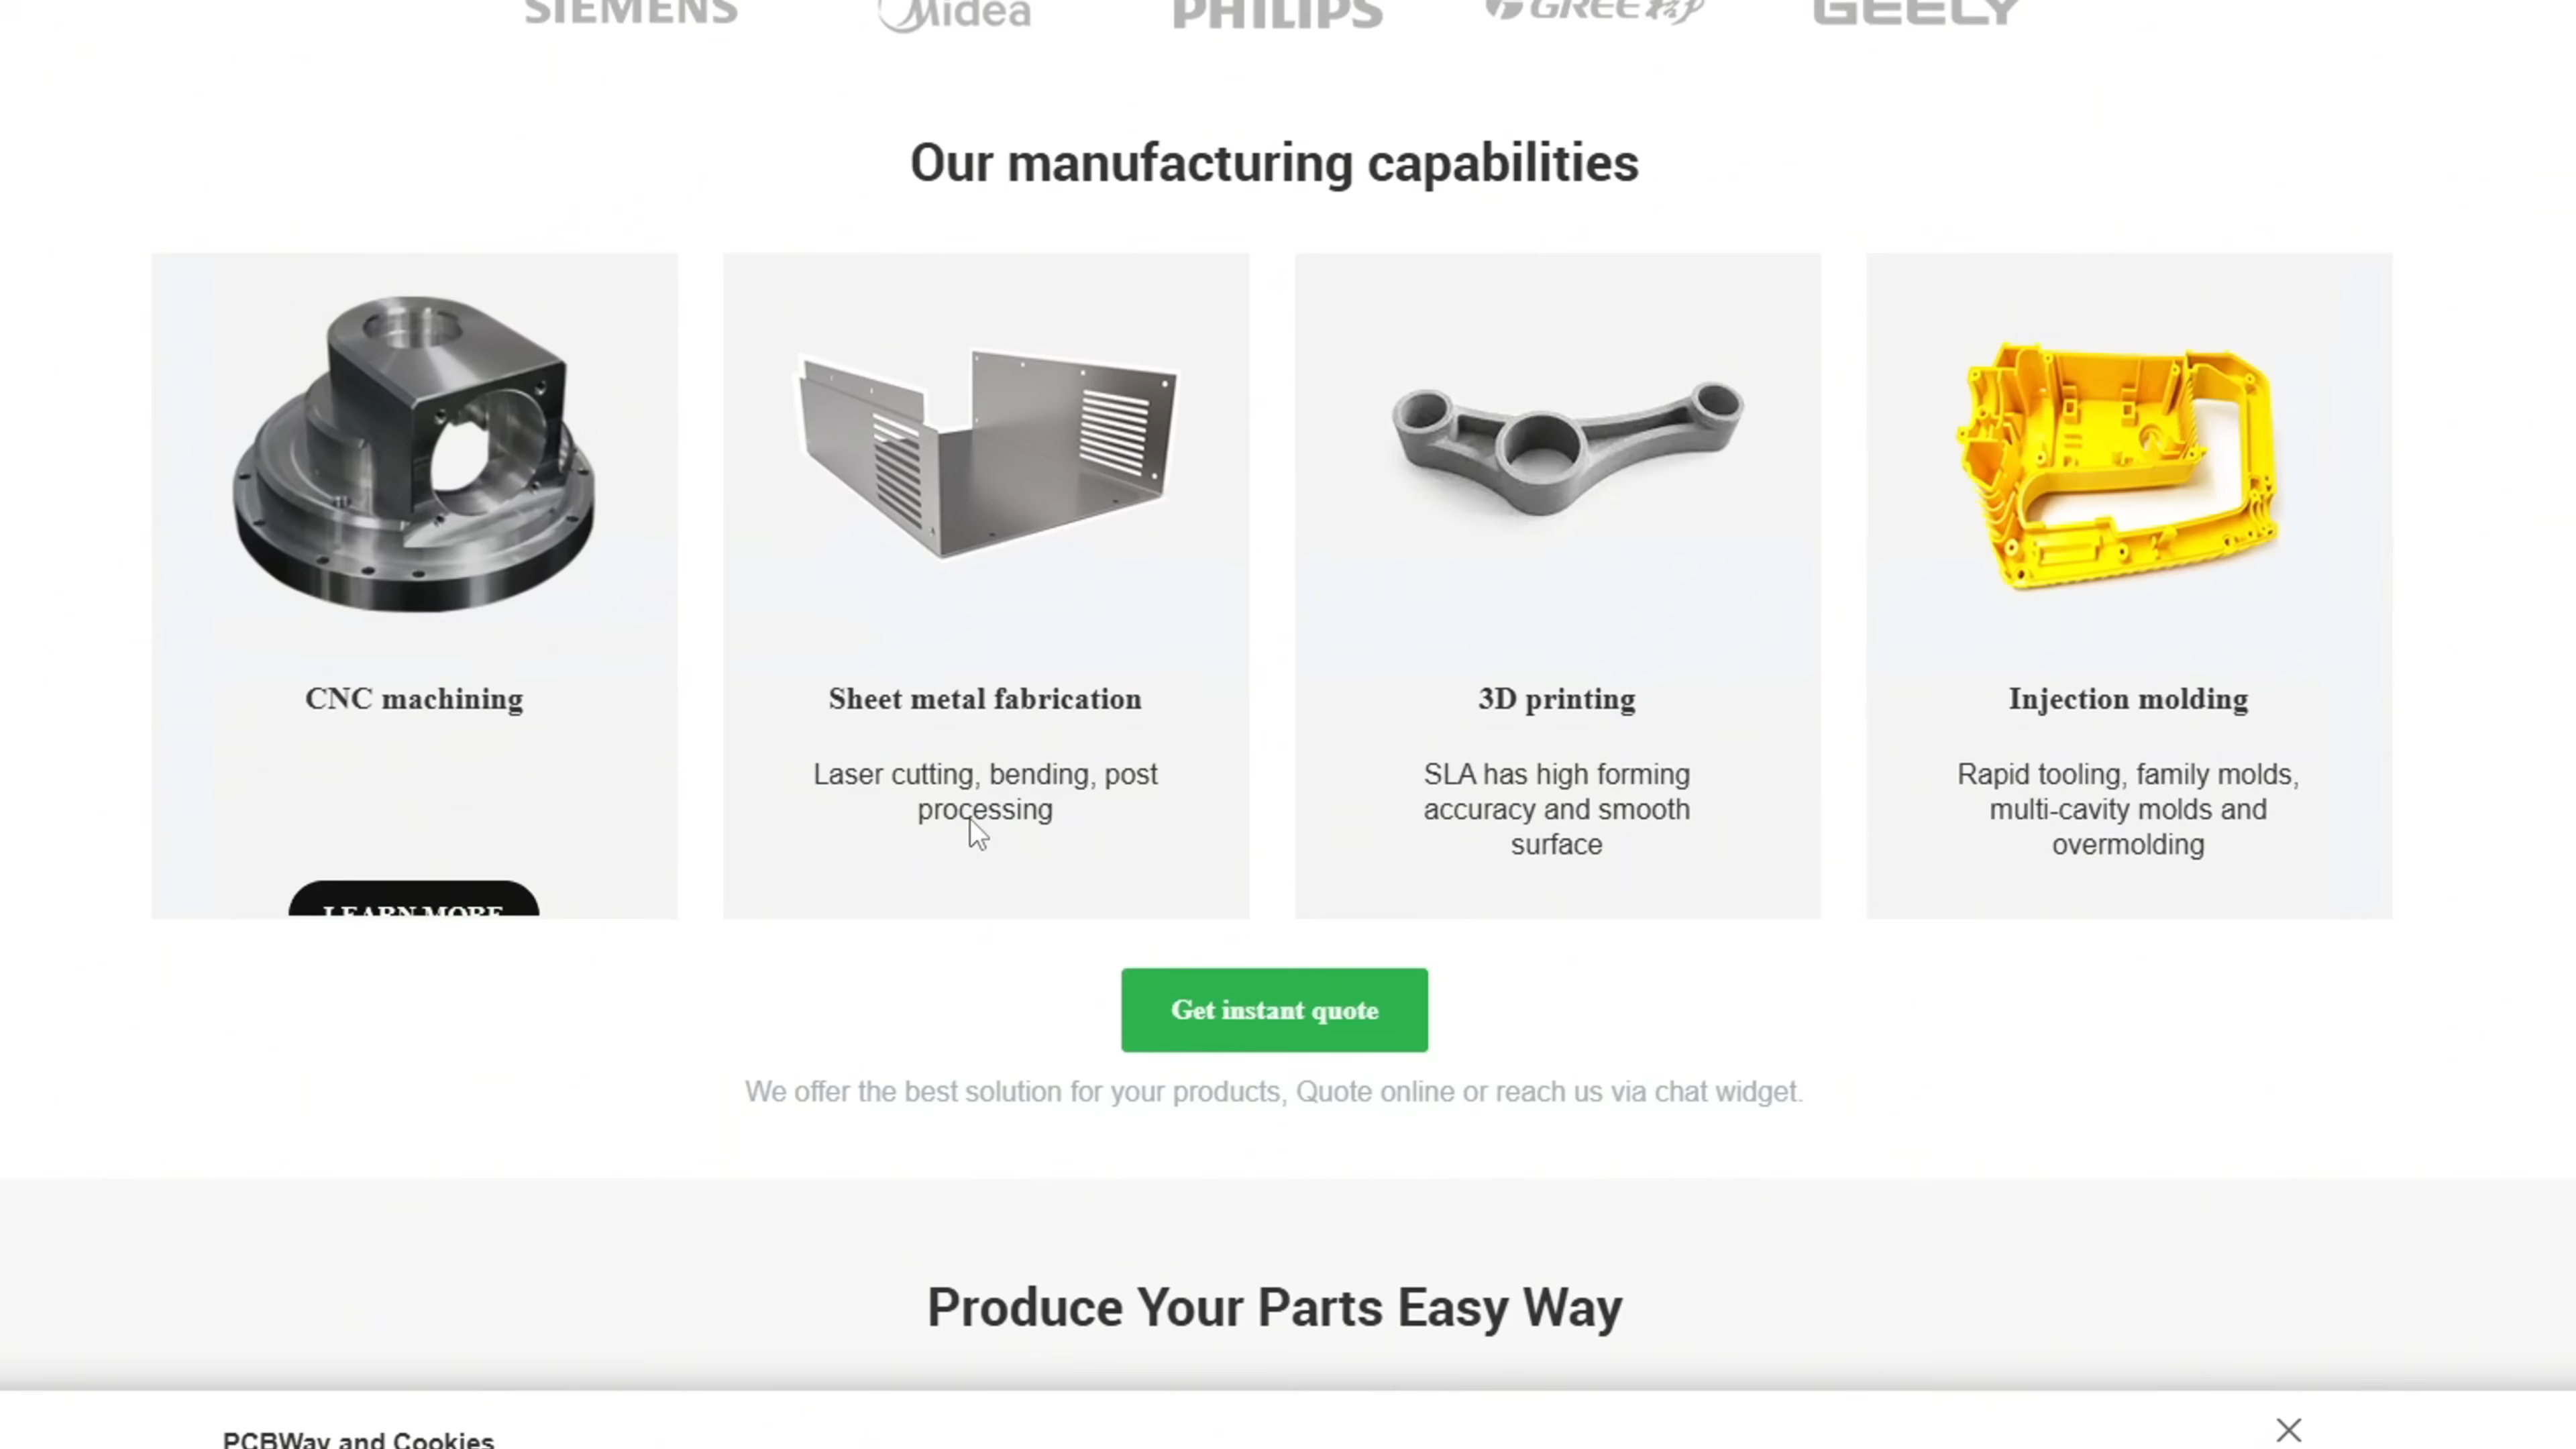 SIEMENS Midea PHILIPS GREE 格力 GEELY
Our manufacturing capabilities
CNC machining
LEARN MORE
Sheet metal fabrication
Laser cutting, bending, post
processing
3D printing
SLA has high forming
accuracy and smooth
surface
Injection molding
Rapid tooling, family molds,
multi-cavity molds and
overmolding
Get instant quote
We offer the best solution for your products, Quote online or reach us via chat widget.
Produce Your Parts Easy Way
PCBWay and Cookies